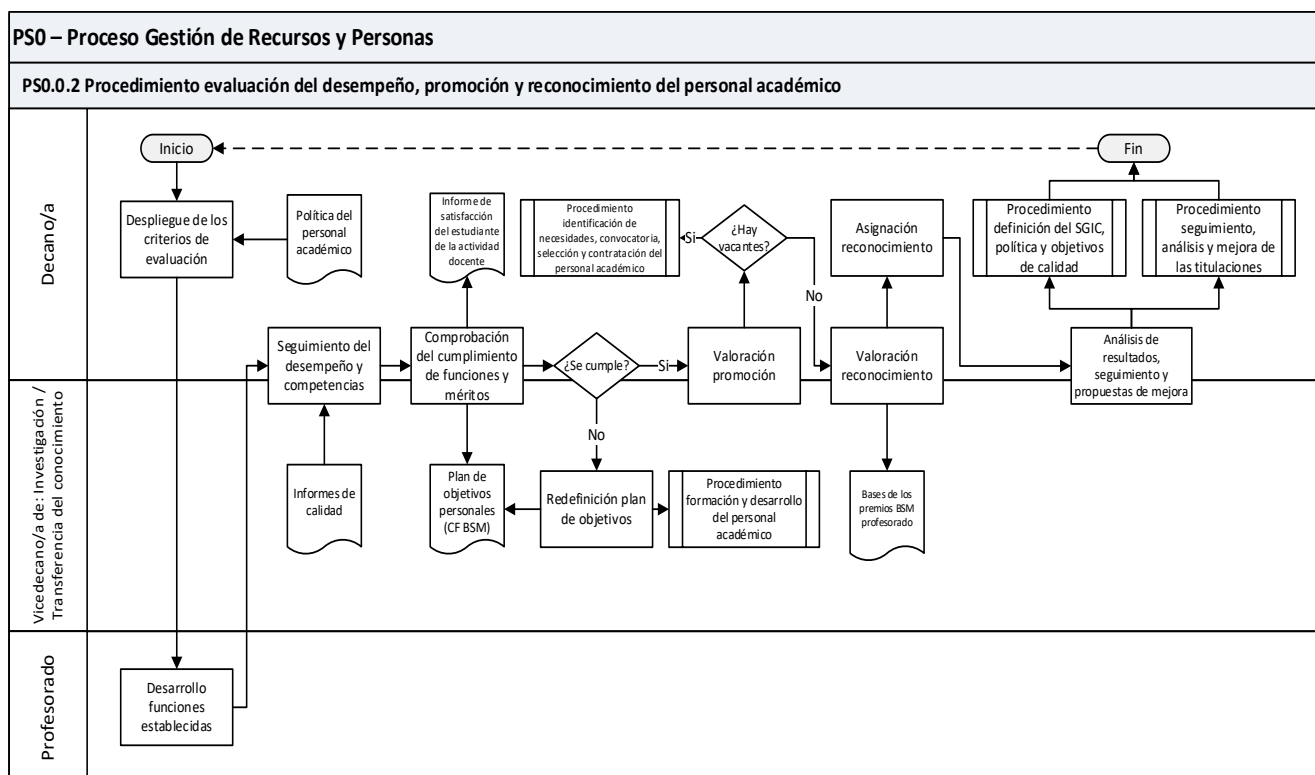 PS0 – Proceso Gestión de Recursos y Personas
PS0.0.2 Procedimiento evaluación del desempeño, promoción y reconocimiento del personal académico
Decano/a
Inicio
Fin
Despliegue de los
criterios de
evaluación
Política del
personal
académico
Informe de
satisfacción
del estudiante
de la actividad
docente
Procedimiento
identificación de
necesidades, convocatoria,
selección y contratación del
personal académico
Si
¿Hay
vacantes?
No
Asignación
reconocimiento
Procedimiento
definición del SGIC,
política y objetivos
de calidad
Procedimiento
seguimiento,
análisis y mejora de
las titulaciones
Seguimiento del
desempeño y
competencias
Comprobación
del cumplimiento
de funciones y
méritos
¿Se cumple?
Si
Valoración
promoción
Valoración
reconocimiento
Análisis de
resultados,
seguimiento y
propuestas de mejora
Vicedecano/a de: Investigación /
Transferencia del conocimiento
No
Informes de
calidad
Plan de
objetivos
personales
(CF BSM)
Redefinición plan
de objetivos
Procedimiento
formación y desarrollo
del personal
académico
Bases de los
premios BSM
profesorado
Profesorado
Desarrollo
funciones
establecidas